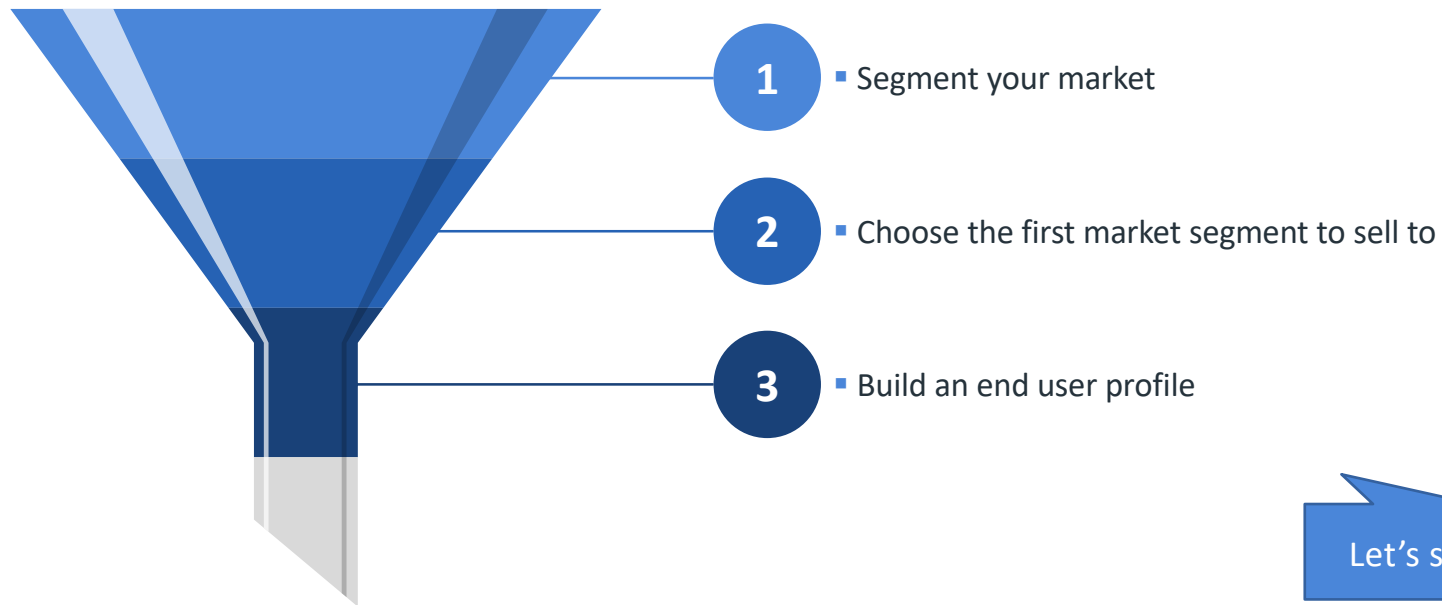 1
▪ Segment your market
2
▪ Choose the first market segment to sell to
3
▪ Build an end user profile
Let’s